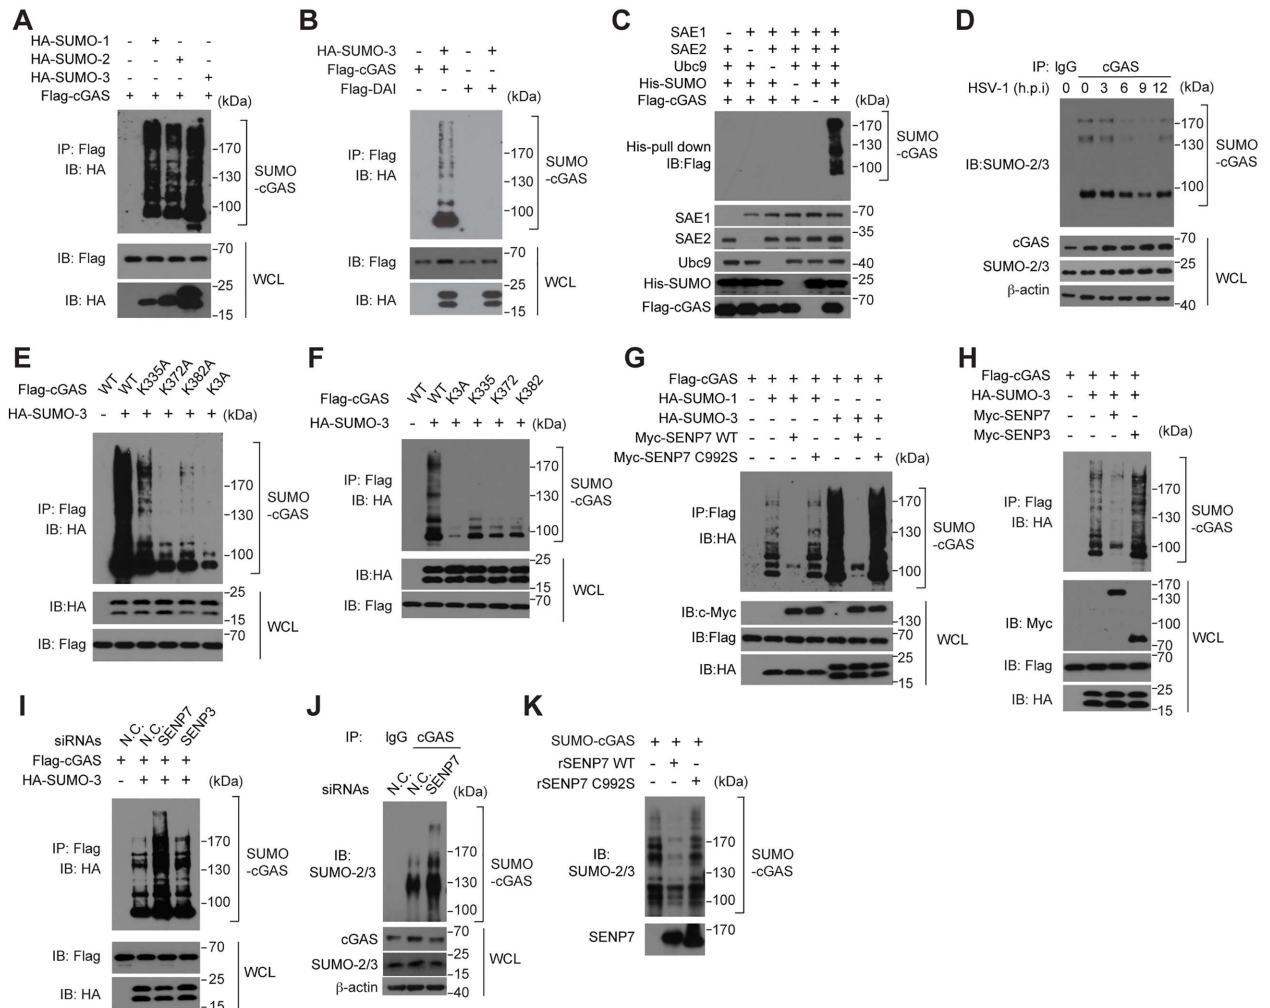 A
HA-SUMO-1 - + - -
HA-SUMO-2 - - + -
HA-SUMO-3 - - - +
Flag-cGAS + + + +
(kDa)
IP: Flag
IB: HA
-170
-130
-100
SUMO
-cGAS
IB: Flag
-70
IB: HA
-25
-15
WCL
B
HA-SUMO-3 - + - +
Flag-cGAS + + - -
Flag-DAI - - + +
(kDa)
IP: Flag
IB: HA
-170
-130
-100
SUMO
-cGAS
IB: Flag
-70
IB: HA
-25
-15
WCL
C
SAE1 - + + + + +
SAE2 + - + + + +
Ubc9 + + - + + +
His-SUMO + + + - + +
Flag-cGAS + + + + - +
(kDa)
His-pull down
IB:Flag
-170
-130
-100
SUMO
-cGAS
SAE1
-70
SAE2
-35
Ubc9
-40
His-SUMO
-25
-15
Flag-cGAS
-70
D
IP: IgG cGAS
HSV-1 (h.p.i) 0 0 3 6 9 12 (kDa)
IB:SUMO-2/3
-170
-130
-100
SUMO
-cGAS
cGAS
-70
SUMO-2/3
-25
-15
β-actin
-40
WCL
E
Flag-cGAS WT WT K335A K372A K382A K3A
HA-SUMO-3 - + + + + + (kDa)
IP: Flag
IB: HA
-170
-130
-100
SUMO
-cGAS
IB:HA
-25
-15
IB: Flag
-70
WCL
F
Flag-cGAS WT WT K3A K335 K372 K382
HA-SUMO-3 - + + + + + (kDa)
IP: Flag
IB: HA
-170
-130
-100
SUMO
-cGAS
IB:HA
-25
-15
IB: Flag
-70
WCL
G
Flag-cGAS + + + + + + +
HA-SUMO-1 - + + + - - -
HA-SUMO-3 - - - - + + +
Myc-SENP7 WT - - + - - + -
Myc-SENP7 C992S - - - + - - +
(kDa)
IP:Flag
IB:HA
-170
-130
-100
SUMO
-cGAS
IB:c-Myc
-130
IB:Flag
-70
IB:HA
-25
-15
WCL
H
Flag-cGAS + + + +
HA-SUMO-3 - + + +
Myc-SENP7 - - + -
Myc-SENP3 - - - +
(kDa)
IP: Flag
IB: HA
-170
-130
-100
SUMO
-cGAS
IB: Myc
-170
-130
-100
-70
IB: Flag
-70
IB: HA
-25
-15
WCL
I
siRNAs N.C. N.C. SENP7 SENP3
Flag-cGAS + + + +
HA-SUMO-3 - + + + (kDa)
IP: Flag
IB: HA
-170
-130
-100
SUMO
-cGAS
IB: Flag
-70
IB: HA
-25
-15
WCL
J
IP: IgG cGAS
siRNAs N.C. N.C. SENP7 (kDa)
IB:
SUMO-2/3
-170
-130
-100
SUMO
-cGAS
cGAS
-70
SUMO-2/3
-25
-15
β-actin
-40
WCL
K
SUMO-cGAS + + +
rSENP7 WT - + -
rSENP7 C992S - - +
(kDa)
IB:
SUMO-2/3
-170
-130
-100
SUMO
-cGAS
SENP7
-170